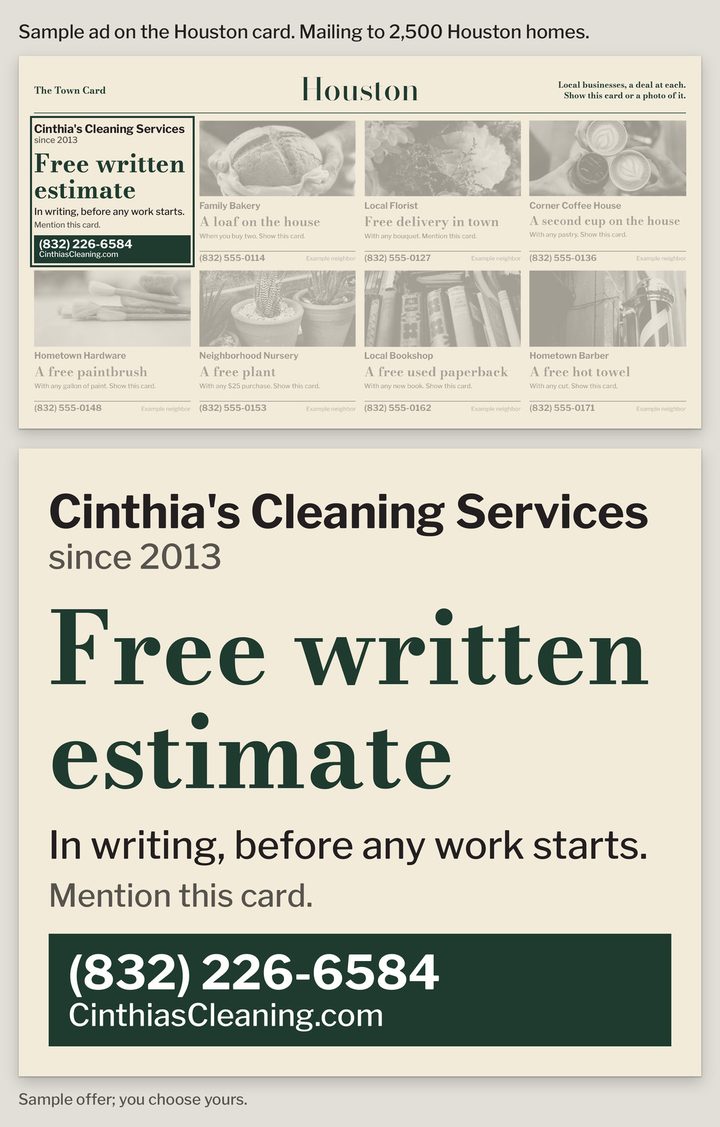 Sample ad on the Houston card. Mailing to 2,500 Houston homes.
The Town Card
Houston
Local businesses, a deal at each.
Show this card or a photo of it.
Cinthia's Cleaning Services
since 2013
Free written
estimate
In writing, before any work starts.
Mention this card.
(832) 226-6584
CinthiasCleaning.com
Family Bakery
A loaf on the house
When you buy two. Show this card.
(832) 555-0114
Example neighbor
Local Florist
Free delivery in town
With any bouquet. Mention this card.
(832) 555-0127
Example neighbor
Corner Coffee House
A second cup on the house
With any pastry. Show this card.
(832) 555-0136
Example neighbor
Hometown Hardware
A free paintbrush
With any gallon of paint. Show this card.
(832) 555-0148
Example neighbor
Neighborhood Nursery
A free plant
With any $25 purchase. Show this card.
(832) 555-0153
Example neighbor
Local Bookshop
A free used paperback
With any new book. Show this card.
(832) 555-0162
Example neighbor
Hometown Barber
A free hot towel
With any cut. Show this card.
(832) 555-0171
Example neighbor
Cinthia's Cleaning Services
since 2013
Free written
estimate
In writing, before any work starts.
Mention this card.
(832) 226-6584
CinthiasCleaning.com
Sample offer; you choose yours.